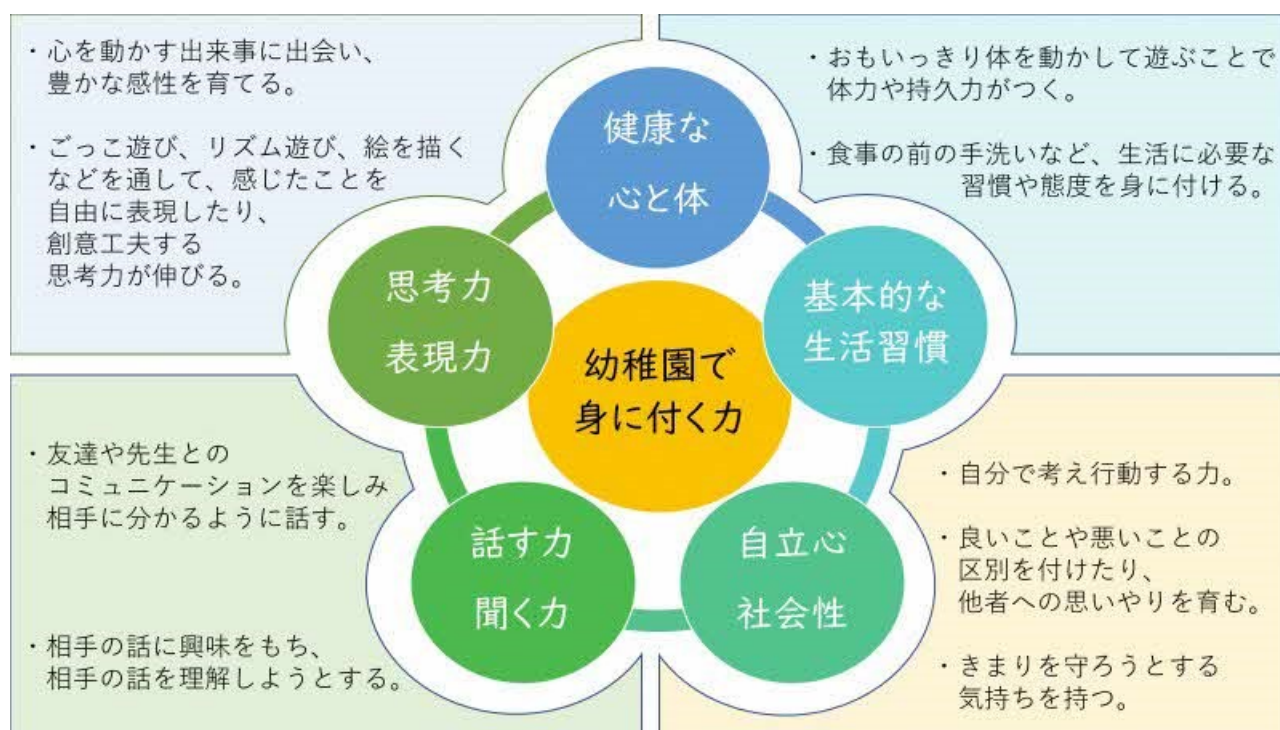 ・心を動かす出来事に出会い、
豊かな感性を育てる。
・ごっこ遊び、リズム遊び、絵を描く
などを通して、感じたことを
自由に表現したり、
創意工夫する
思考力が伸びる。
・おもいっきり体を動かして遊ぶことで
体力や持久力がつく。
・食事の前の手洗いなど、生活に必要な
習慣や態度を身に付ける。
健康な
心と体
思考力
表現力
基本的な
生活習慣
幼稚園で
身に付く力
話す力
聞く力
自立心
社会性
・友達や先生との
コミュニケーションを楽しみ
相手に分かるように話す。
・相手の話に興味をもち、
相手の話を理解しようとする。
・自分で考え行動する力。
・良いことや悪いことの
区別を付けたり、
他者への思いやりを育む。
・きまりを守ろうとする
気持ちを持つ。